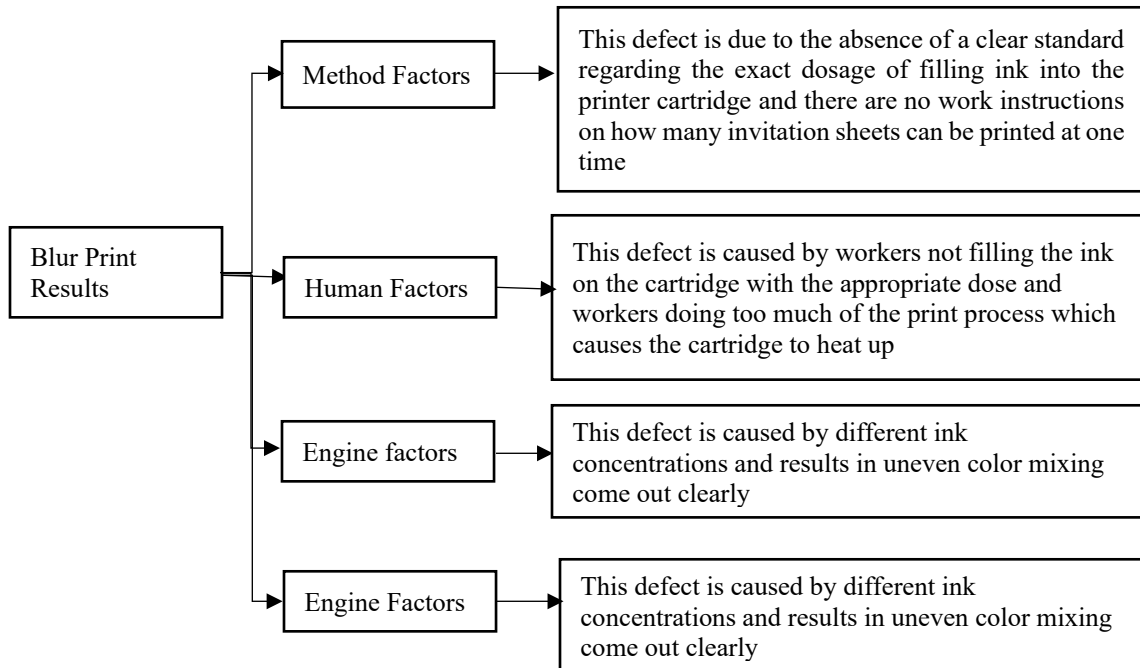 Method Factors
This defect is due to the absence of a clear standard
regarding the exact dosage of filling ink into the
printer cartridge and there are no work instructions
on how many invitation sheets can be printed at one
time
Blur Print
Results
Human Factors
This defect is caused by workers not filling the ink
on the cartridge with the appropriate dose and
workers doing too much of the print process which
causes the cartridge to heat up
Engine factors
This defect is caused by different ink
concentrations and results in uneven color mixing
come out clearly
Engine Factors
This defect is caused by different ink
concentrations and results in uneven color mixing
come out clearly